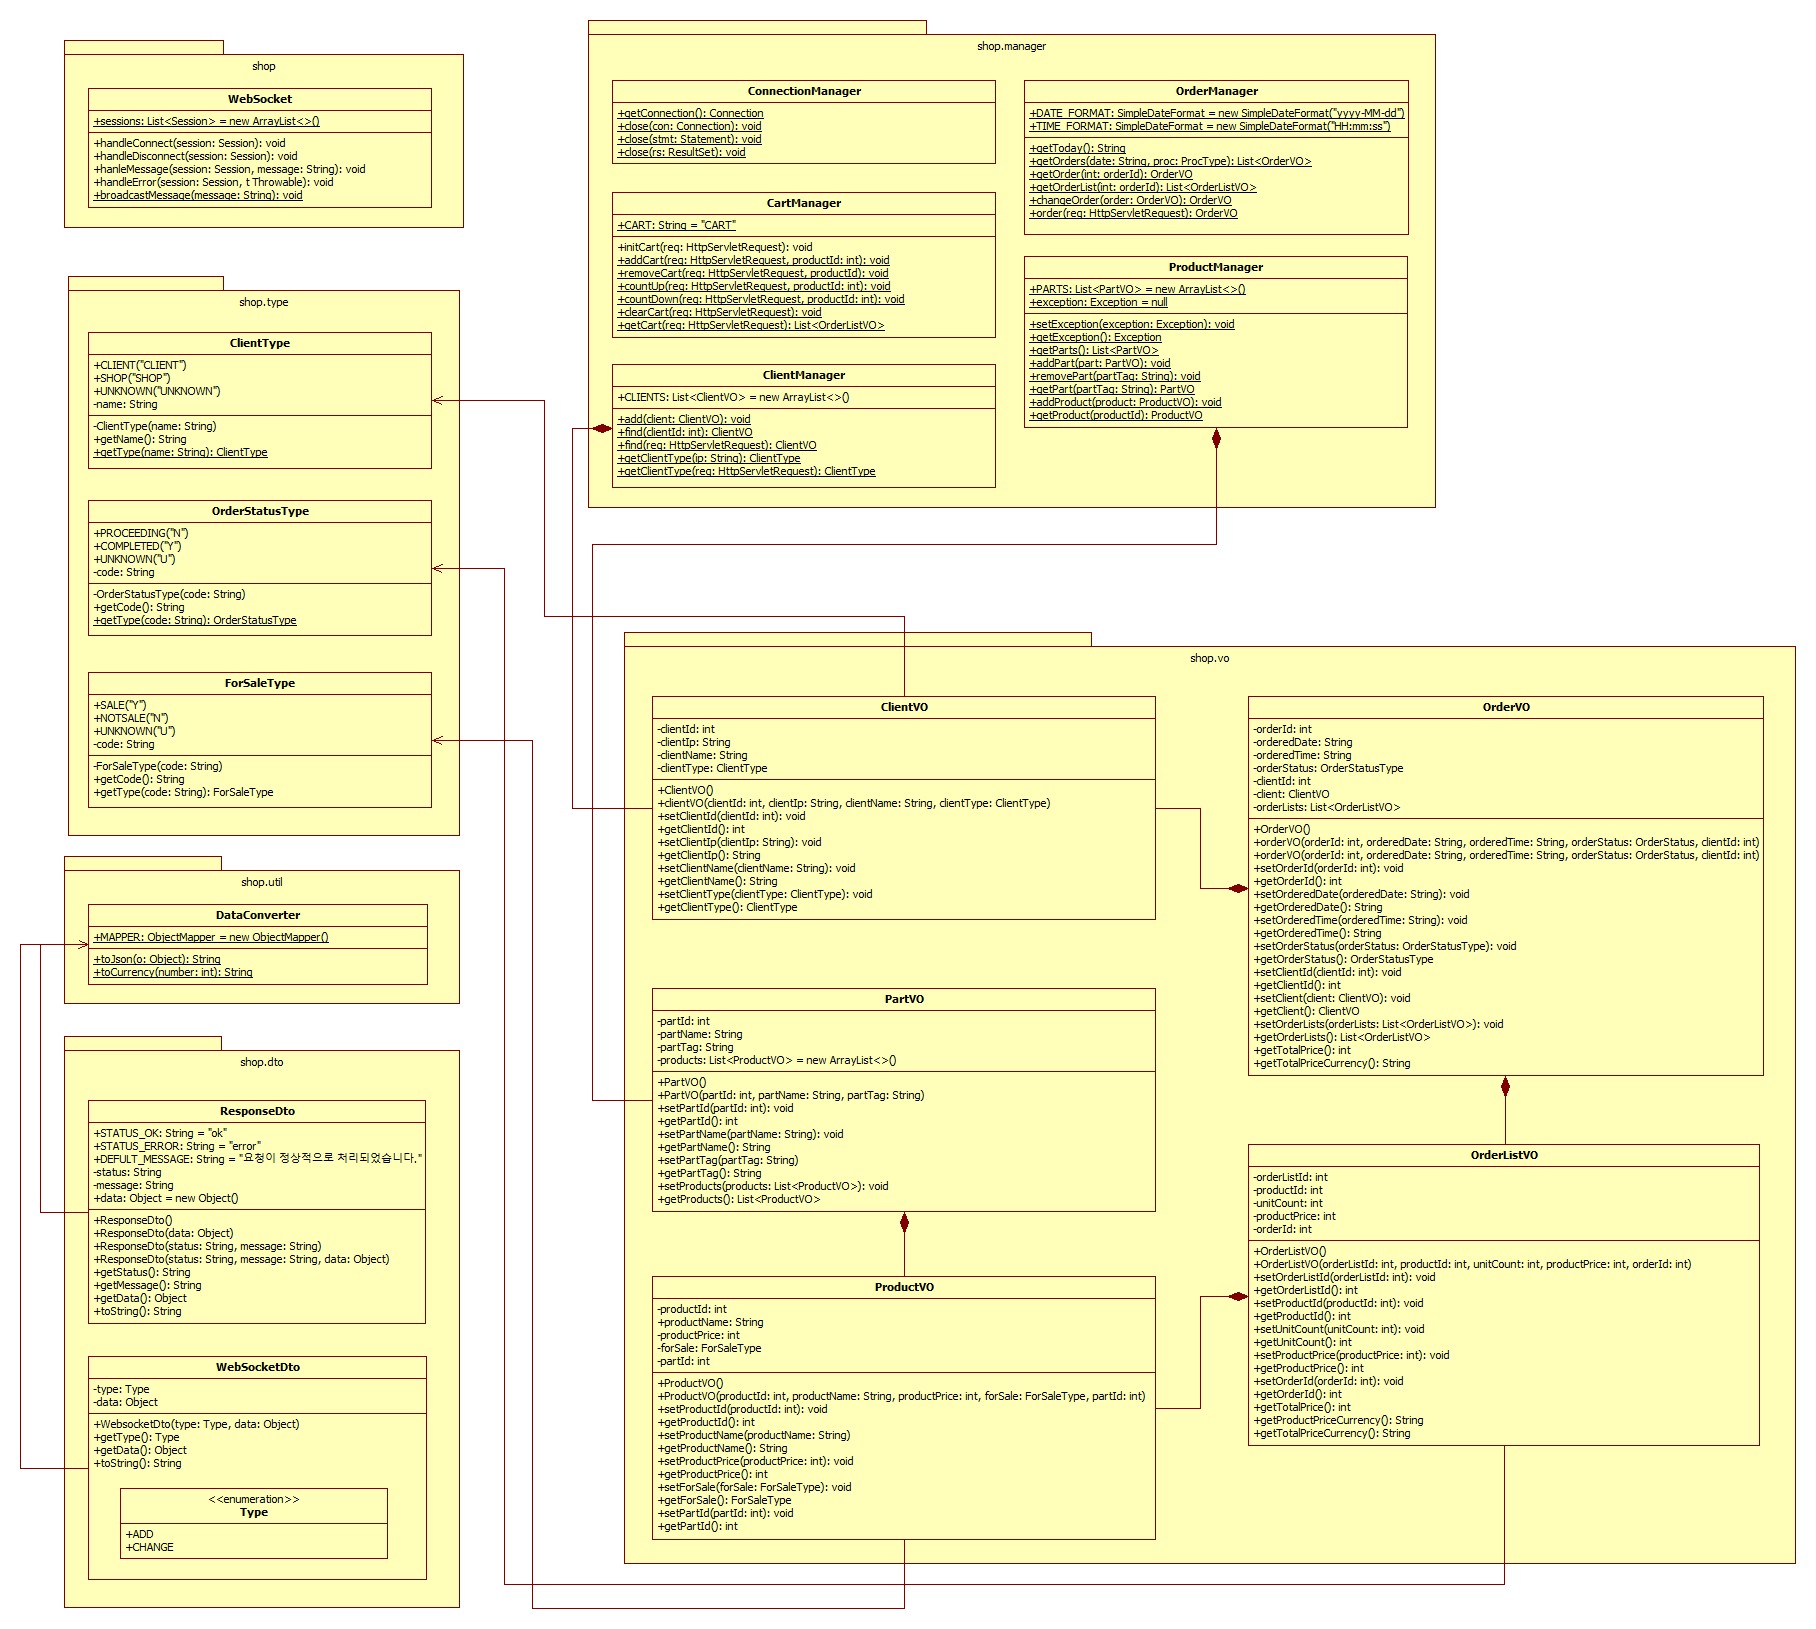 shop
WebSocket
+sessions: List<Session> = new ArrayList<>()
+handleConnect(session: Session): void
+handleDisconnect(session: Session): void
+hanleMessage(session: Session, message: String): void
+handleError(session: Session, t Throwable): void
+broadcastMessage(message: String): void
shop.type
ClientType
+CLIENT("CLIENT")
+SHOP("SHOP")
+UNKNOWN("UNKNOWN")
-name: String
-ClientType(name: String)
+getName(): String
+getType(name: String): ClientType
OrderStatusType
+PROCEEDING("N")
+COMPLETED("Y")
+UNKNOWN("U")
-code: String
-OrderStatusType(code: String)
+getCode(): String
+getType(code: String): OrderStatusType
ForSaleType
+SALE("Y")
+NOTSALE("N")
+UNKNOWN("U")
-code: String
-ForSaleType(code: String)
+getCode(): String
+getType(code: String): ForSaleType
shop.util
DataConverter
+MAPPER: ObjectMapper = new ObjectMapper()
+toJson(o: Object): String
+toCurrency(number: int): String
shop.dto
ResponseDto
+STATUS_OK: String = "ok"
+STATUS_ERROR: String = "error"
+DEFULT_MESSAGE: String = "요청이 정상적으로 처리되었습니다."
-status: String
-message: String
+data: Object = new Object()
+ResponseDto()
+ResponseDto(data: Object)
+ResponseDto(status: String, message: String)
+ResponseDto(status: String, message: String, data: Object)
+getStatus(): String
+getMessage(): String
+getData(): Object
+toString(): String
WebSocketDto
-type: Type
-data: Object
+WebsocketDto(type: Type, data: Object)
+getType(): Type
+getData(): Object
+toString(): String
<<enumeration>>
Type
+ADD
+CHANGE
shop.manager
ConnectionManager
+getConnection(): Connection
+close(con: Connection): void
+close(stmt: Statement): void
+close(rs: ResultSet): void
CartManager
+CART: String = "CART"
+initCart(req: HttpServletRequest): void
+addCart(req: HttpServletRequest, productId: int): void
+removeCart(req: HttpServletRequest, productId): void
+countUp(req: HttpServletRequest, productId: int): void
+countDown(req: HttpServletRequest, productId: int): void
+clearCart(req: HttpServletRequest): void
+getCart(req: HttpServletRequest): List<OrderListVO>
ClientManager
+CLIENTS: List<ClientVO> = new ArrayList<>()
+add(client: ClientVO): void
+find(clientId: int): ClientVO
+find(req: HttpServletRequest): ClientVO
+getClientType(ip: String): ClientType
+getClientType(req: HttpServletRequest): ClientType
OrderManager
+DATE_FORMAT: SimpleDateFormat = new SimpleDateFormat("yyyy-MM-dd")
+TIME_FORMAT: SimpleDateFormat = new SimpleDateFormat("HH:mm:ss")
+getToday(): String
+getOrders(date: String, proc: ProcType): List<OrderVO>
+getOrder(int: orderId): OrderVO
+getOrderList(int: orderId): List<OrderListVO>
+changeOrder(order: OrderVO): OrderVO
+order(req: HttpServletRequest): OrderVO
ProductManager
+PARTS: List<PartVO> = new ArrayList<>()
+exception: Exception = null
+setException(exception: Exception): void
+getException(): Exception
+getParts(): List<PartVO>
+addPart(part: PartVO): void
+removePart(partTag: String): void
+getPart(partTag: String): PartVO
+addProduct(product: ProductVO): void
+getProduct(productId): ProductVO
shop.vo
ClientVO
-clientId: int
-clientIp: String
-clientName: String
-clientType: ClientType
+ClientVO()
+clientVO(clientId: int, clientIp: String, clientName: String, clientType: ClientType)
+setClientId(clientId: int): void
+getClientId(): int
+setClientIp(clientIp: String): void
+getClientIp(): String
+setClientName(clientName: String): void
+getClientName(): String
+setClientType(clientType: ClientType): void
+getClientType(): ClientType
PartVO
-partId: int
-partName: String
-partTag: String
-products: List<ProductVO> = new ArrayList<>()
+PartVO()
+PartVO(partId: int, partName: String, partTag: String)
+setPartId(partId: int): void
+getPartId(): int
+setPartName(partName: String): void
+getPartName(): String
+setPartTag(partTag: String)
+getPartTag(): String
+setProducts(products: List<ProductVO>): void
+getProducts(): List<ProductVO>
ProductVO
-productId: int
+productName: String
-productPrice: int
-forSale: ForSaleType
-partId: int
+ProductVO()
+ProductVO(productId: int, productName: String, productPrice: int, forSale: ForSaleType, partId: int)
+setProductId(productId: int): void
+getProductId(): int
+setProductName(productName: String)
+getProductName(): String
+setProductPrice(productPrice: int): void
+getProductPrice(): int
+setForSale(forSale: ForSaleType): void
+getForSale(): ForSaleType
+setPartId(partId: int): void
+getPartId(): int
OrderVO
-orderId: int
-orderedDate: String
-orderedTime: String
-orderStatus: OrderStatusType
-clientId: int
-client: ClientVO
-orderLists: List<OrderListVO>
+OrderVO()
+orderVO(orderId: int, orderedDate: String, orderedTime: String, orderStatus: OrderStatus, clientId: int)
+orderVO(orderId: int, orderedDate: String, orderedTime: String, orderStatus: OrderStatus, clientId: int)
+setOrderId(orderId: int): void
+getOrderId(): int
+setOrderedDate(orderedDate: String): void
+getOrderedDate(): String
+setOrderedTime(orderedTime: String): void
+getOrderedTime(): String
+setOrderStatus(orderStatus: OrderStatusType): void
+getOrderStatus(): OrderStatusType
+setClientId(clientId: int): void
+getClientId(): int
+setClient(client: ClientVO): void
+getClient(): ClientVO
+setOrderLists(orderLists: List<OrderListVO>): void
+getOrderLists(): List<OrderListVO>
+getTotalPrice(): int
+getTotalPriceCurrency(): String
OrderListVO
-orderListId: int
-productId: int
-unitCount: int
-productPrice: int
-orderId: int
+OrderListVO()
+OrderListVO(orderListId: int, productId: int, unitCount: int, productPrice: int, orderId: int)
+setOrderListId(orderListId: int): void
+getOrderListId(): int
+setProductId(productId: int): void
+getProductId(): int
+setUnitCount(unitCount: int): void
+getUnitCount(): int
+setProductPrice(productPrice: int): void
+getProductPrice(): int
+setOrderId(orderId: int): void
+getOrderId(): int
+getTotalPrice(): int
+getProductPriceCurrency(): String
+getTotalPriceCurrency(): String